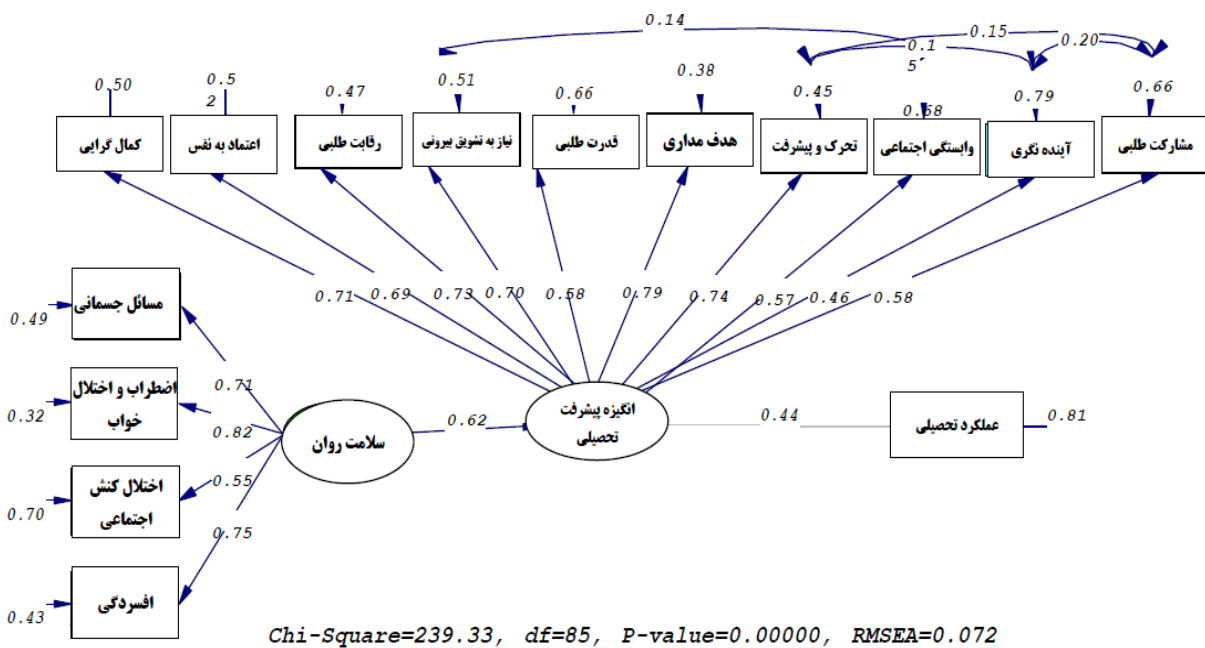 0.14
0.15
0.20
0.1
5
0.50
0.5
2
0.47
0.51
0.66
0.38
0.45
0.68
0.79
0.66
کمال گرایی
اعتماد به نفس
رقابت طلبی
نیاز به تشویق بیرونی
قدرت طلبی
هدف مداری
تحرک و پیشرفت
وابستگی اجتماعی
آینده نگری
مشارکت طلبی
0.71
0.69
0.73
0.70
0.58
0.79
0.74
0.57
0.46
0.58
0.49
مسائل جسمانی
0.32
اضطراب و اختلال
خواب
0.70
اختلال کنش
اجتماعی
0.43
افسردگی
0.71
0.82
0.55
0.75
سلامت روان
0.62
انگیزه پیشرفت
تحصیلی
0.44
عملکرد تحصیلی
0.81
Chi-Square=239.33, df=85, P-value=0.00000, RMSEA=0.072